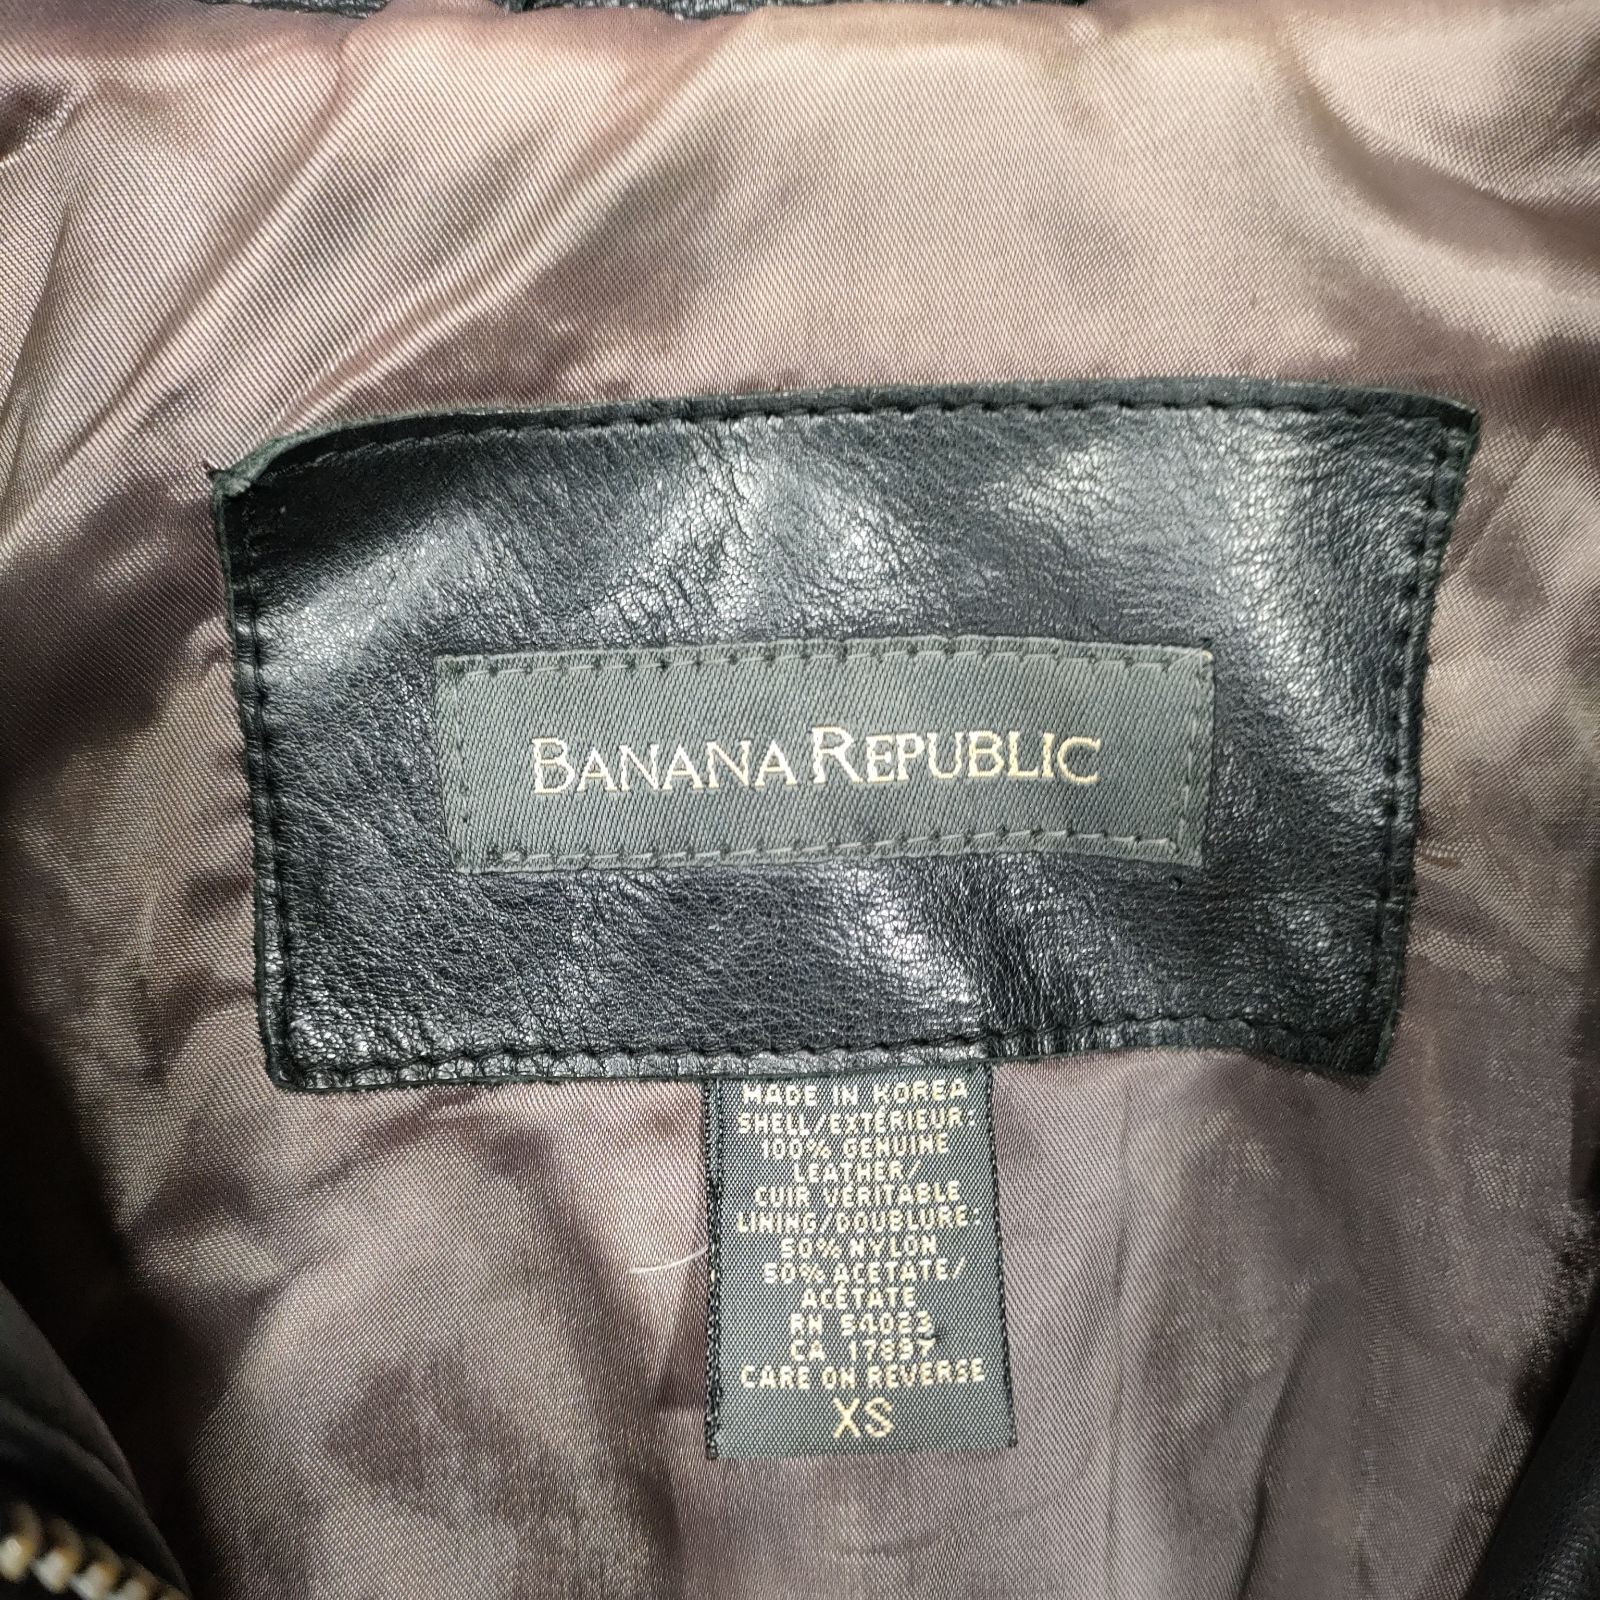 BANANA REPUBLIC
MADE IN KOREA
SHELL/EXTÉRIEUR:
100% GENUINE
LEATHER/
CUIR VÉRITABLE
LINING/DOUBLURE:
50% NYLON
50% ACETATE/
ACÉTATE
RN 54023
CA 17897
CARE ON REVERSE
XS